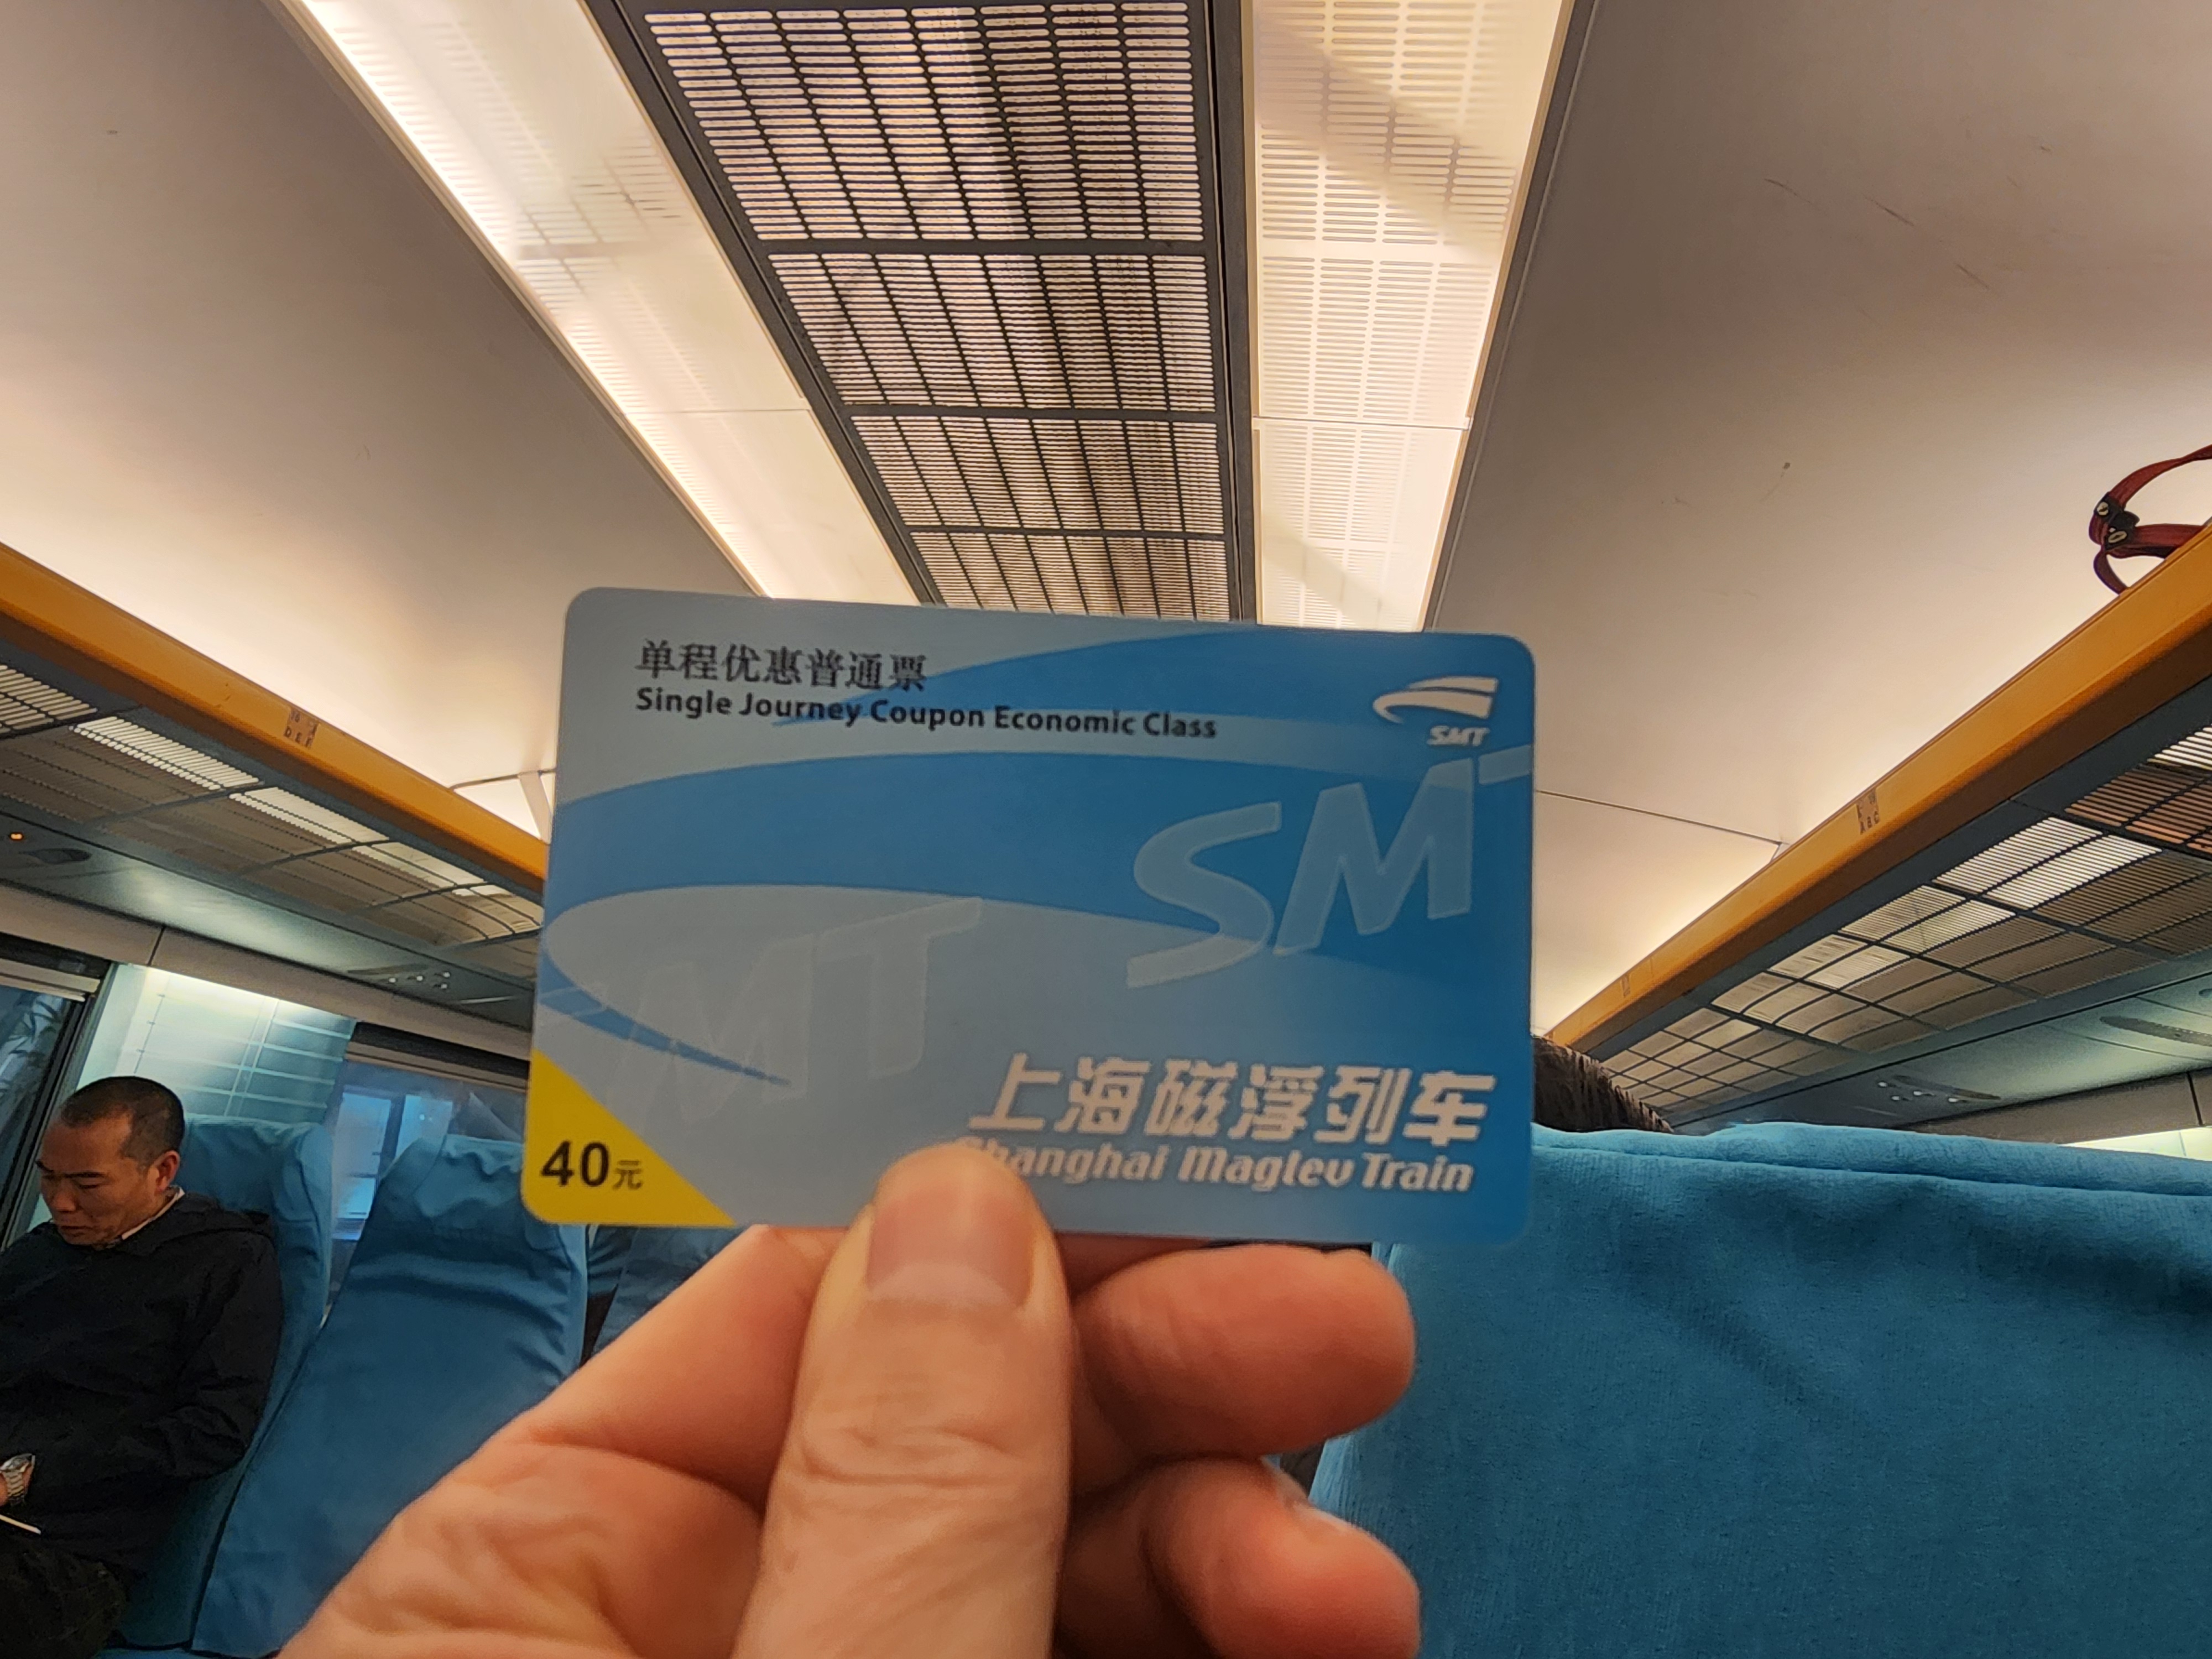 单程优惠普通票
Single Journey Coupon Economic Class
SMT
SMT
MT
上海磁浮列车
Shanghai Maglev Train
40元